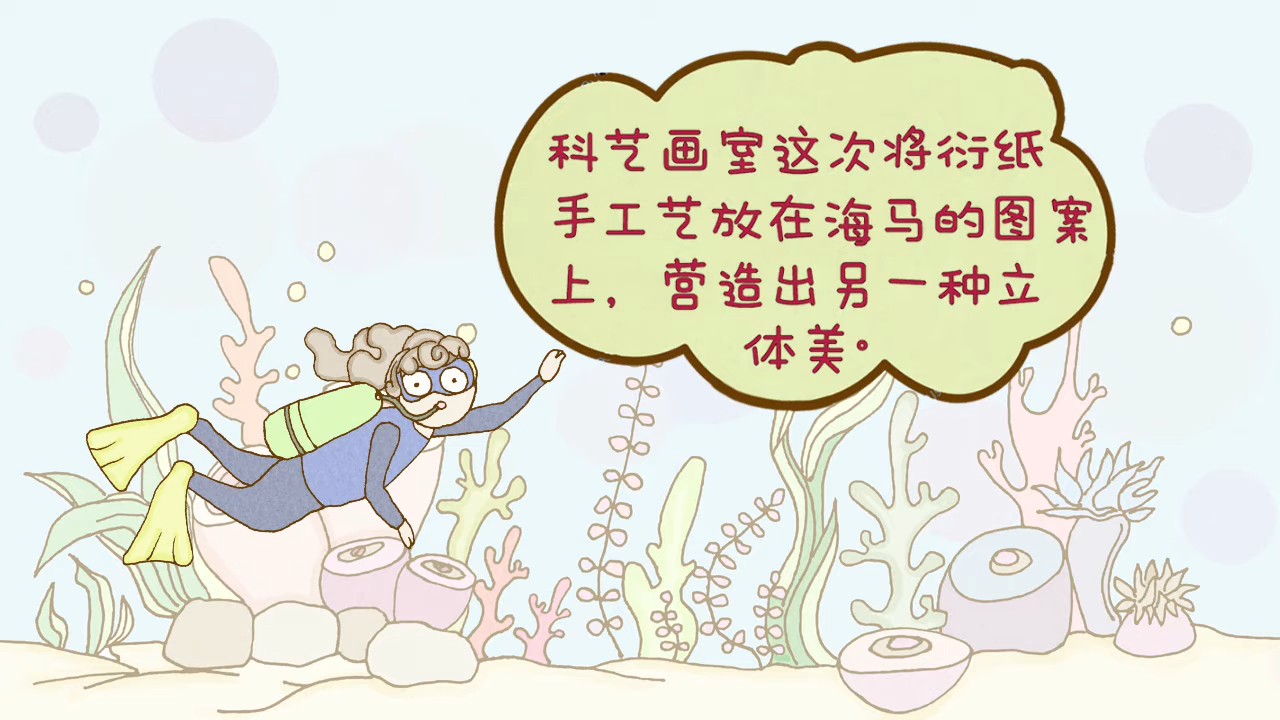 科艺画室这次将衍纸
手工艺放在海马的图案
上，营造出另一种立
体美。